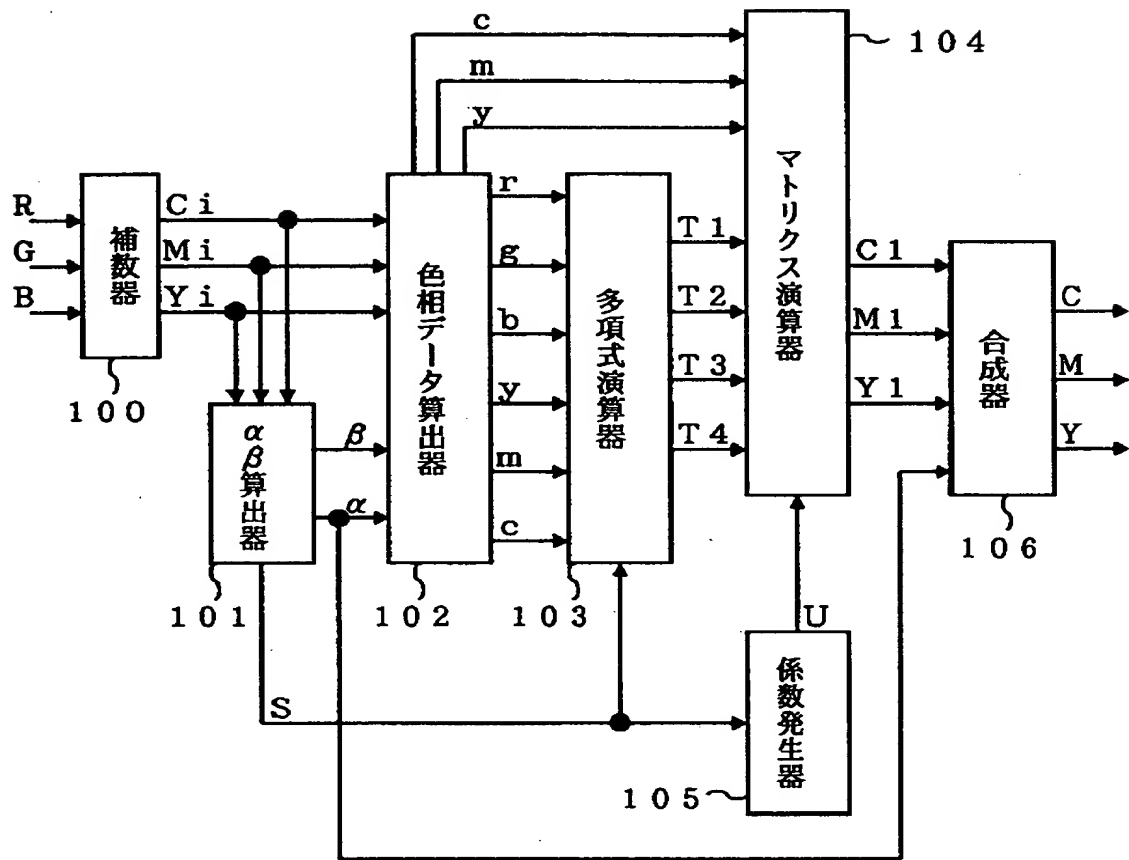 c
104
m
y
R
G
B
補数器
100
Ci
Mi
Yi
αβ算出器
101
β
α
S
色相データ算出器
102
r
g
b
y
m
c
多項式演算器
103
T1
T2
T3
T4
マトリクス演算器
U
係数発生器
105
C1
M1
Y1
合成器
106
C
M
Y